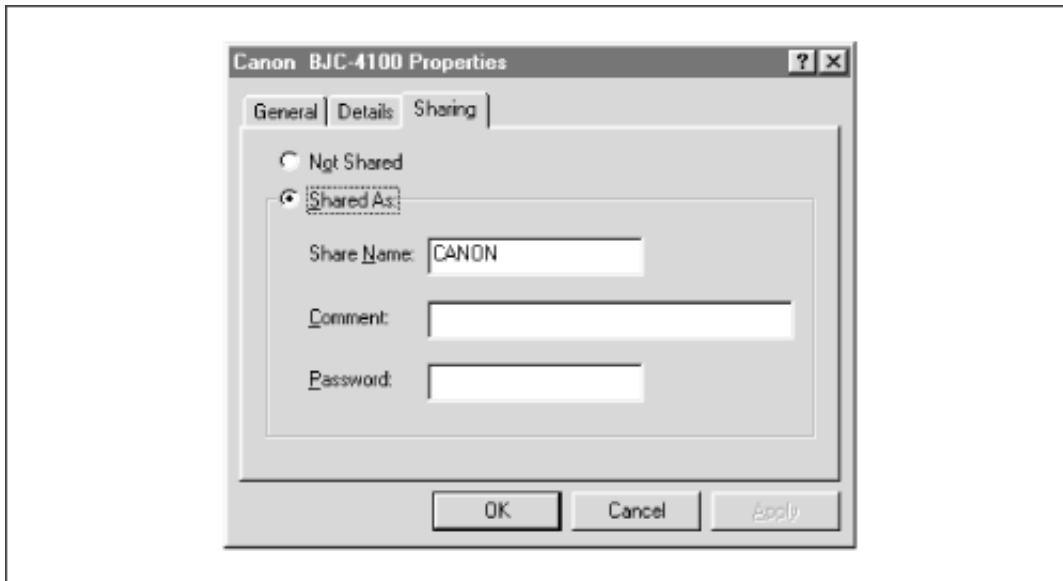 Canon BJC-4100 Properties
? X
General Details Sharing
Not Shared
Shared As:
Share Name: CANON
Comment:
Password:
OK Cancel Apply